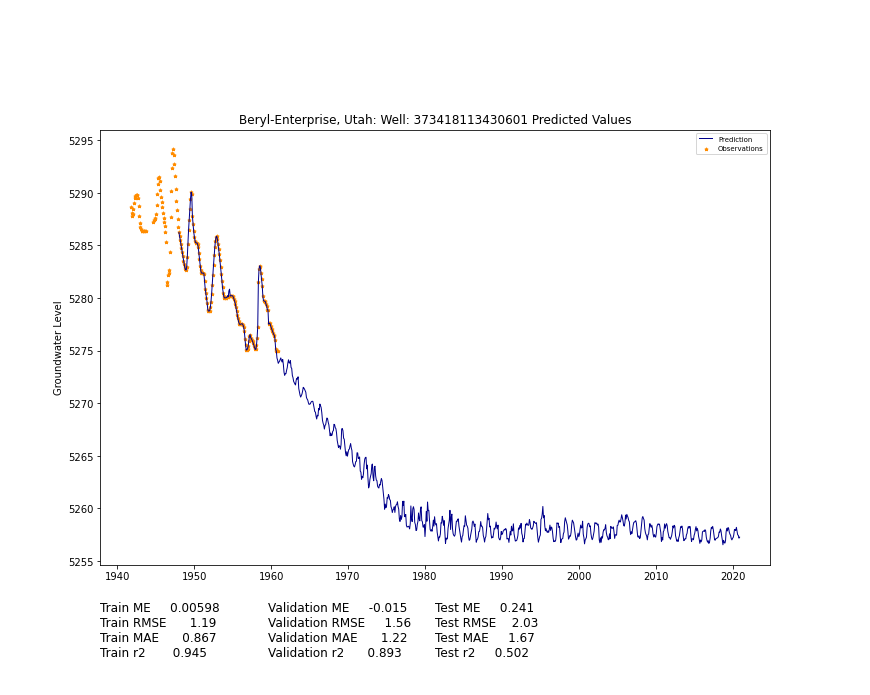 Beryl-Enterprise, Utah: Well: 373418113430601 Predicted Values
Prediction
Observations
Groundwater Level
5295
5290
5285
5280
5275
5270
5265
5260
5255
1940 1950 1960 1970 1980 1990 2000 2010 2020
Train ME 0.00598 Validation ME -0.015 Test ME 0.241
Train RMSE 1.19 Validation RMSE 1.56 Test RMSE 2.03
Train MAE 0.867 Validation MAE 1.22 Test MAE 1.67
Train r2 0.945 Validation r2 0.893 Test r2 0.502